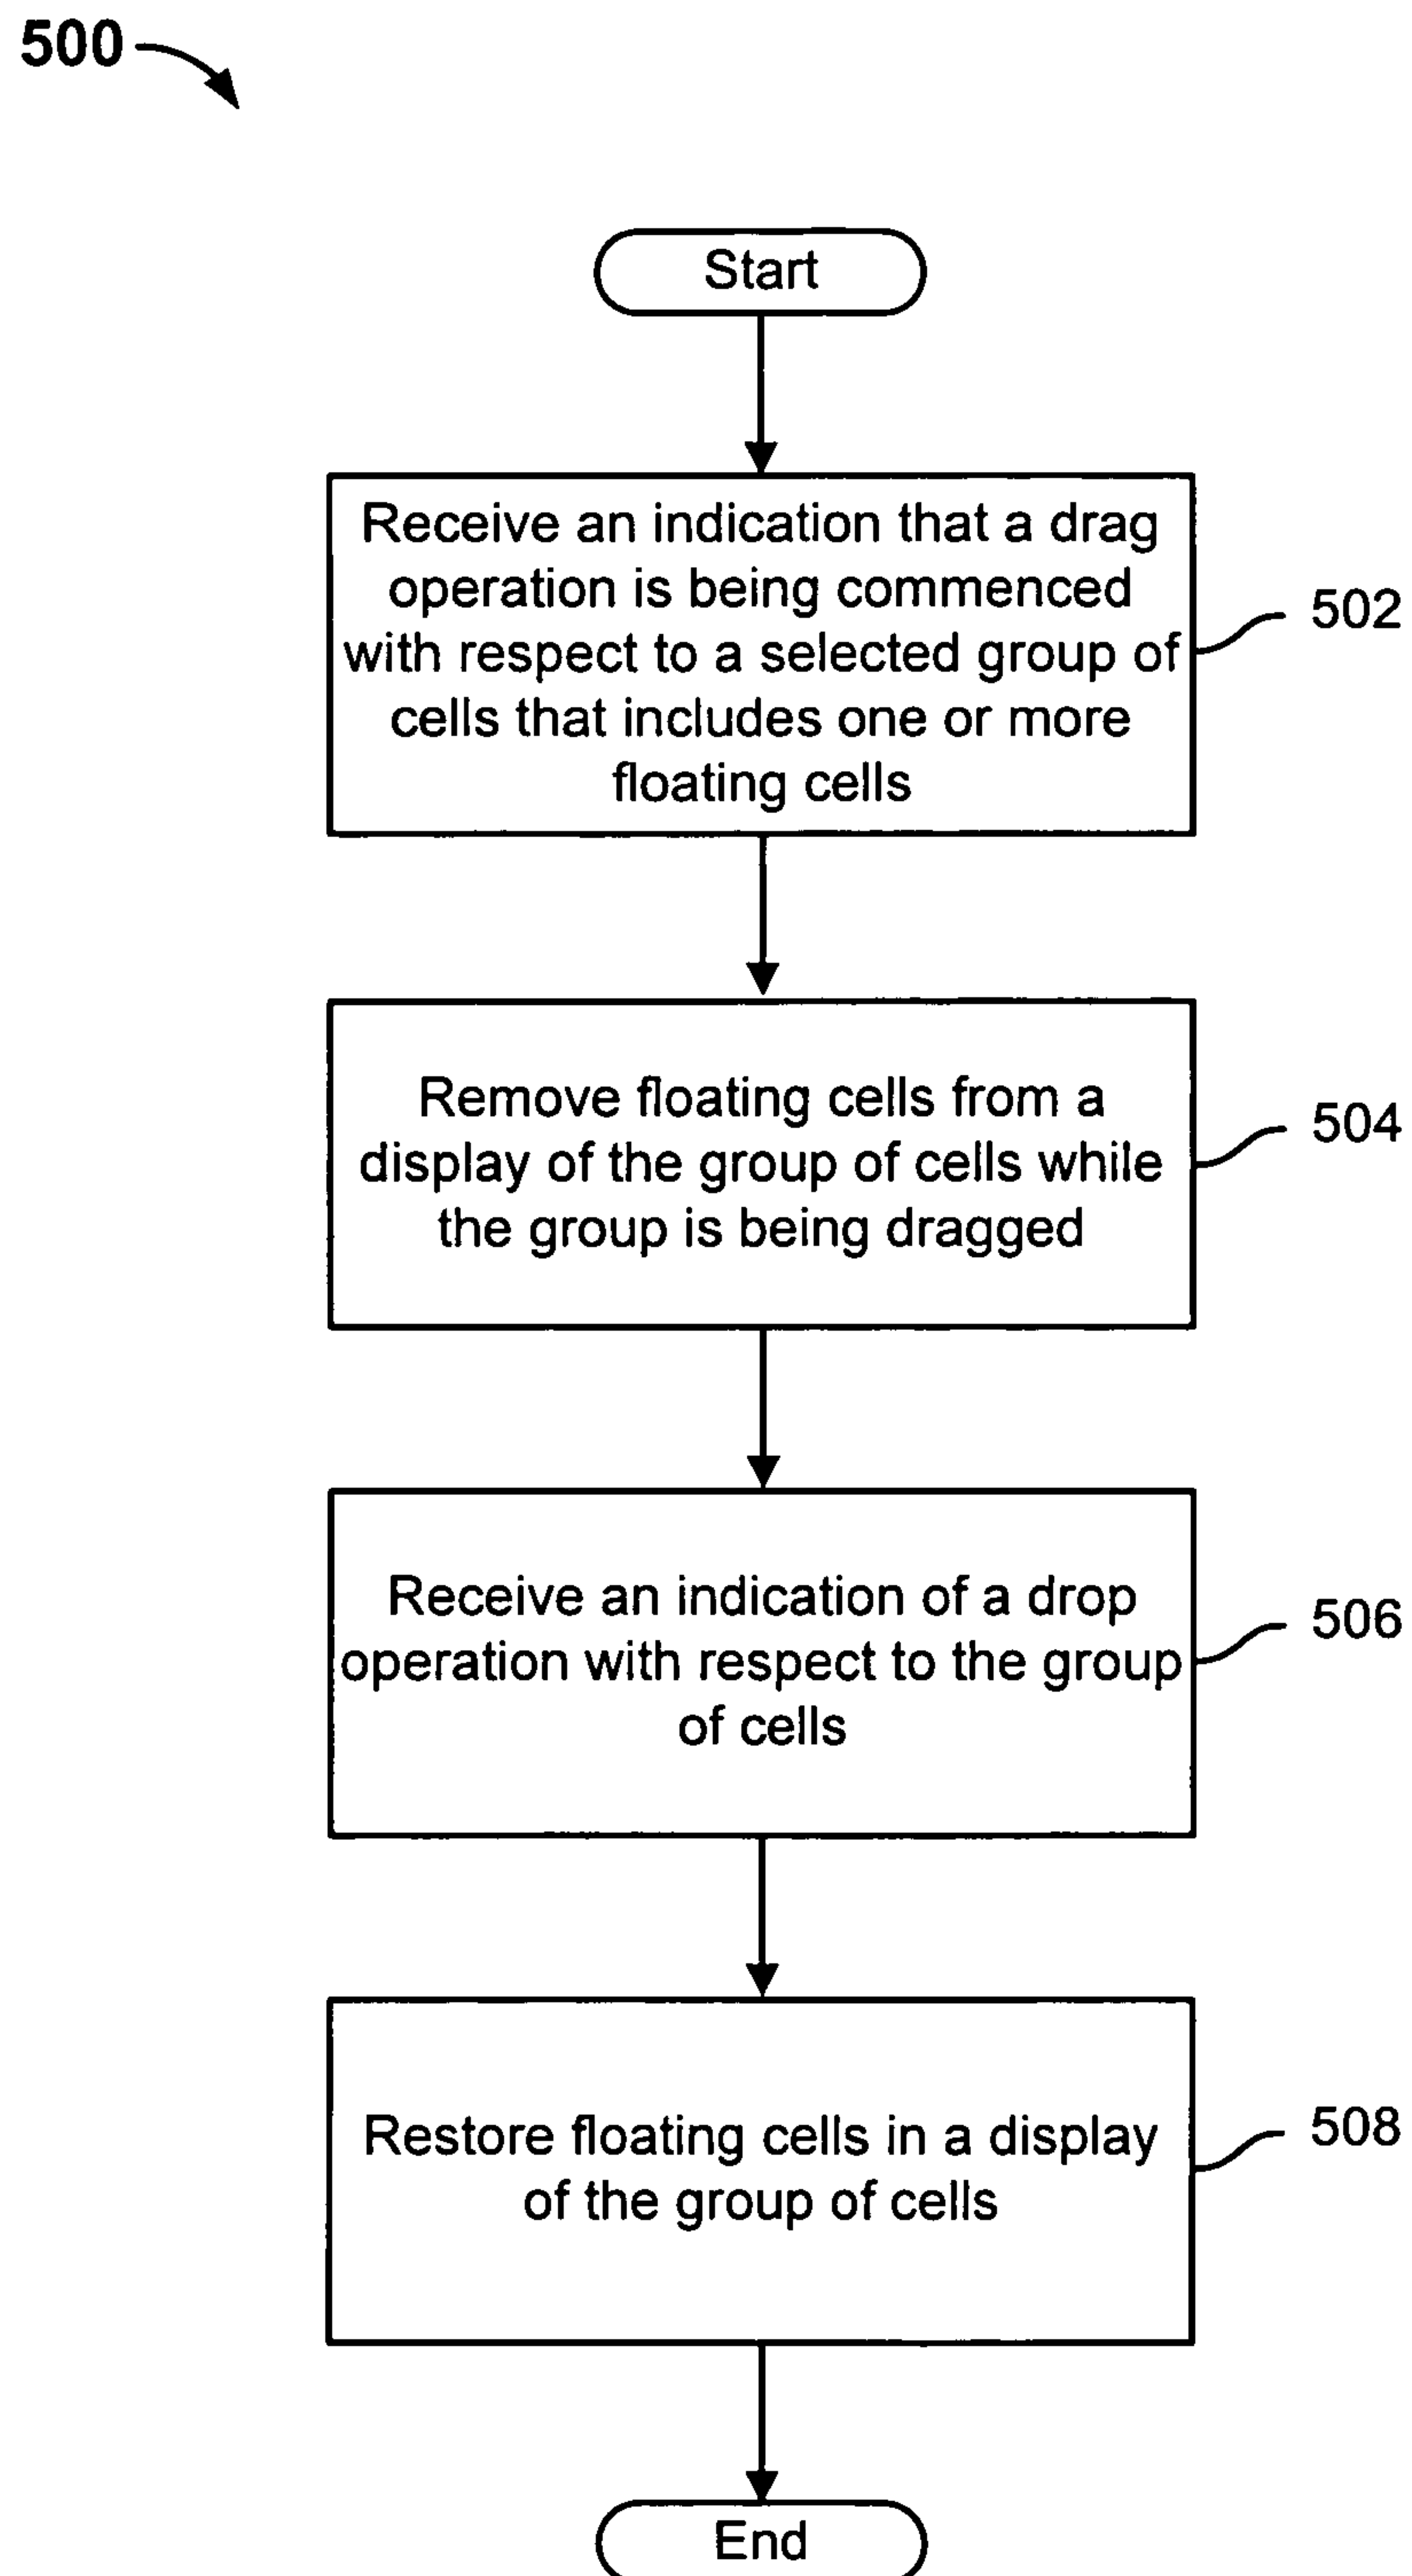 500
Start
Receive an indication that a drag
operation is being commenced
with respect to a selected group of
cells that includes one or more
floating cells
502
Remove floating cells from a
display of the group of cells while
the group is being dragged
504
Receive an indication of a drop
operation with respect to the group
of cells
506
Restore floating cells in a display
of the group of cells
508
End